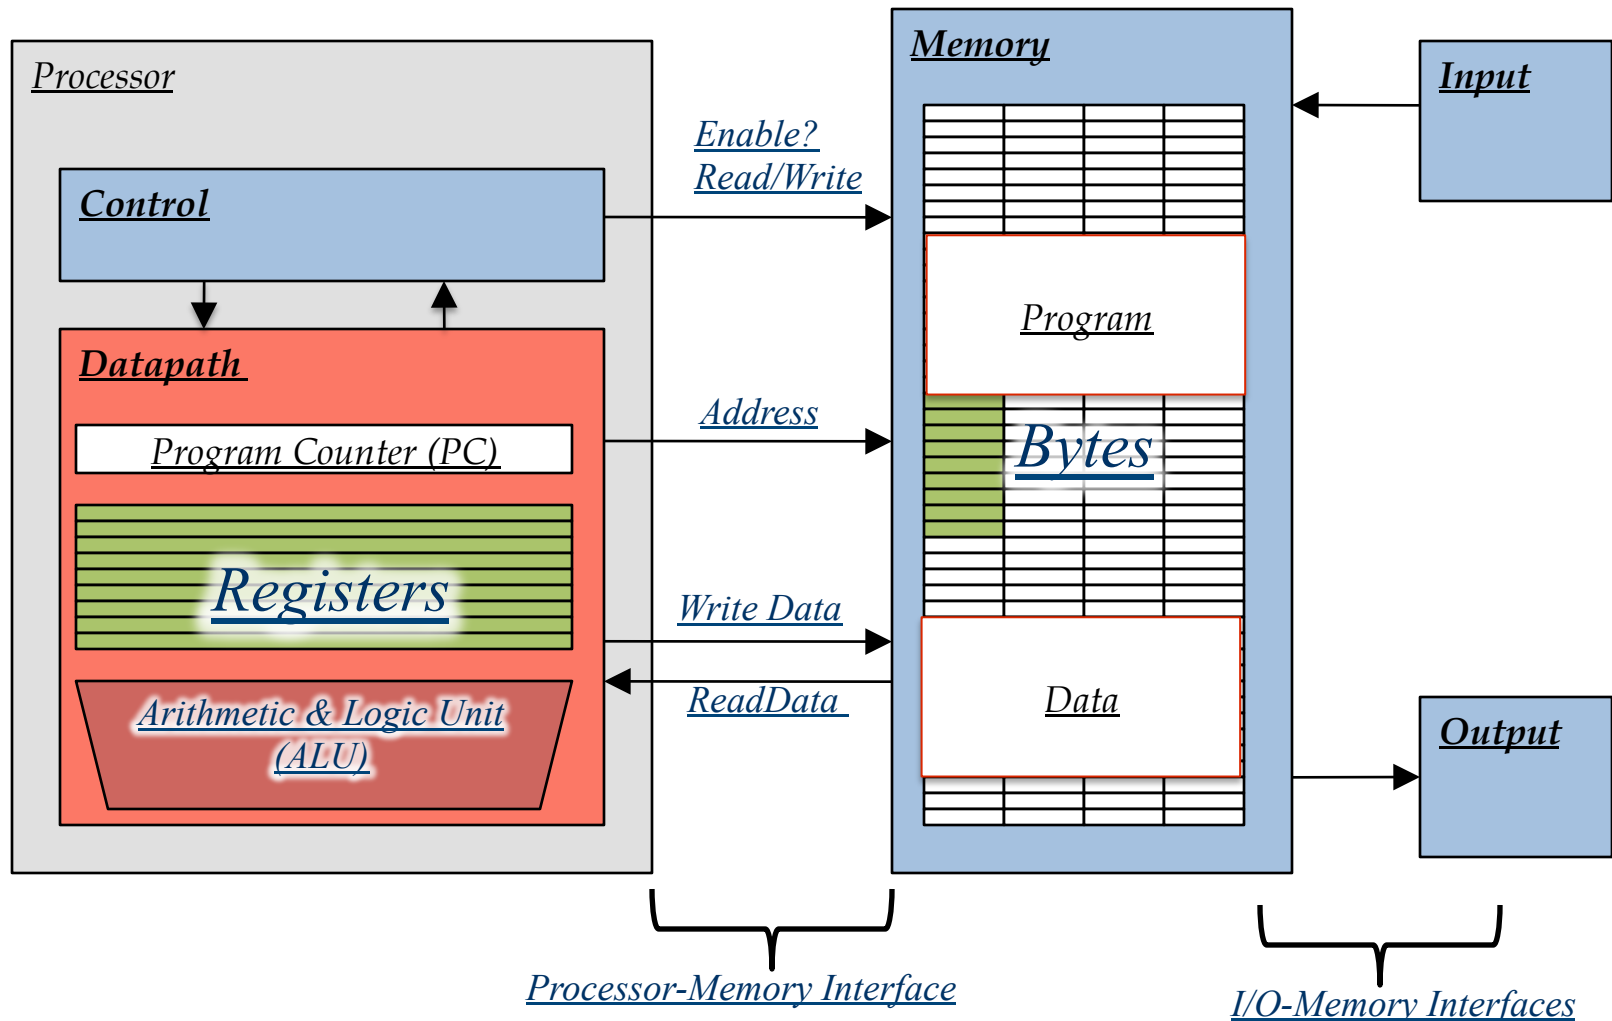 Processor
Control
Datapath
Program Counter (PC)
Registers
Arithmetic & Logic Unit
(ALU)
Enable?
Read/Write
Address
Write Data
ReadData
Processor-Memory Interface
Memory
Program
Bytes
Data
Input
Output
I/O-Memory Interfaces